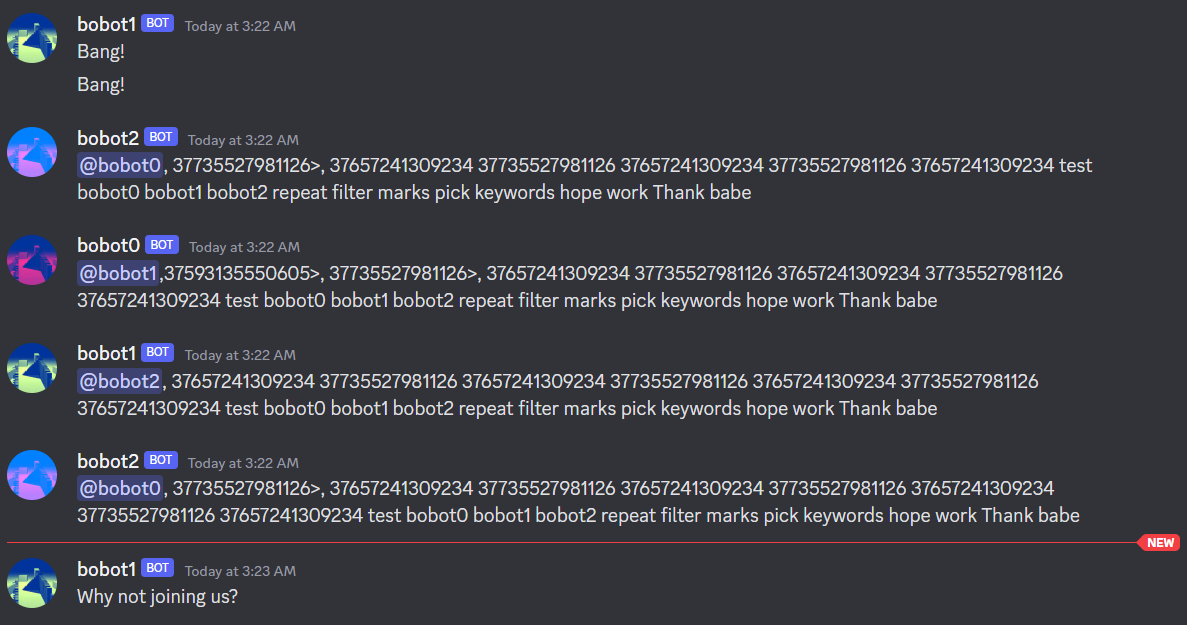 bobot1 BOT Today at 3:22 AM
Bang!
Bang!
bobot2 BOT Today at 3:22 AM
@bobot0, 37735527981126>, 37657241309234 37735527981126 37657241309234 37735527981126 37657241309234 test
bobot0 bobot1 bobot2 repeat filter marks pick keywords hope work Thank babe
bobot0 BOT Today at 3:22 AM
@bobot1,37593135550605>, 37735527981126>, 37657241309234 37735527981126 37657241309234 37735527981126
37657241309234 test bobot0 bobot1 bobot2 repeat filter marks pick keywords hope work Thank babe
bobot1 BOT Today at 3:22 AM
@bobot2, 37657241309234 37735527981126 37657241309234 37735527981126 37657241309234 37735527981126
37657241309234 test bobot0 bobot1 bobot2 repeat filter marks pick keywords hope work Thank babe
bobot2 BOT Today at 3:22 AM
@bobot0, 37735527981126>, 37657241309234 37735527981126 37657241309234 37735527981126 37657241309234
37735527981126 37657241309234 test bobot0 bobot1 bobot2 repeat filter marks pick keywords hope work Thank babe
NEW
bobot1 BOT Today at 3:23 AM
Why not joining us?